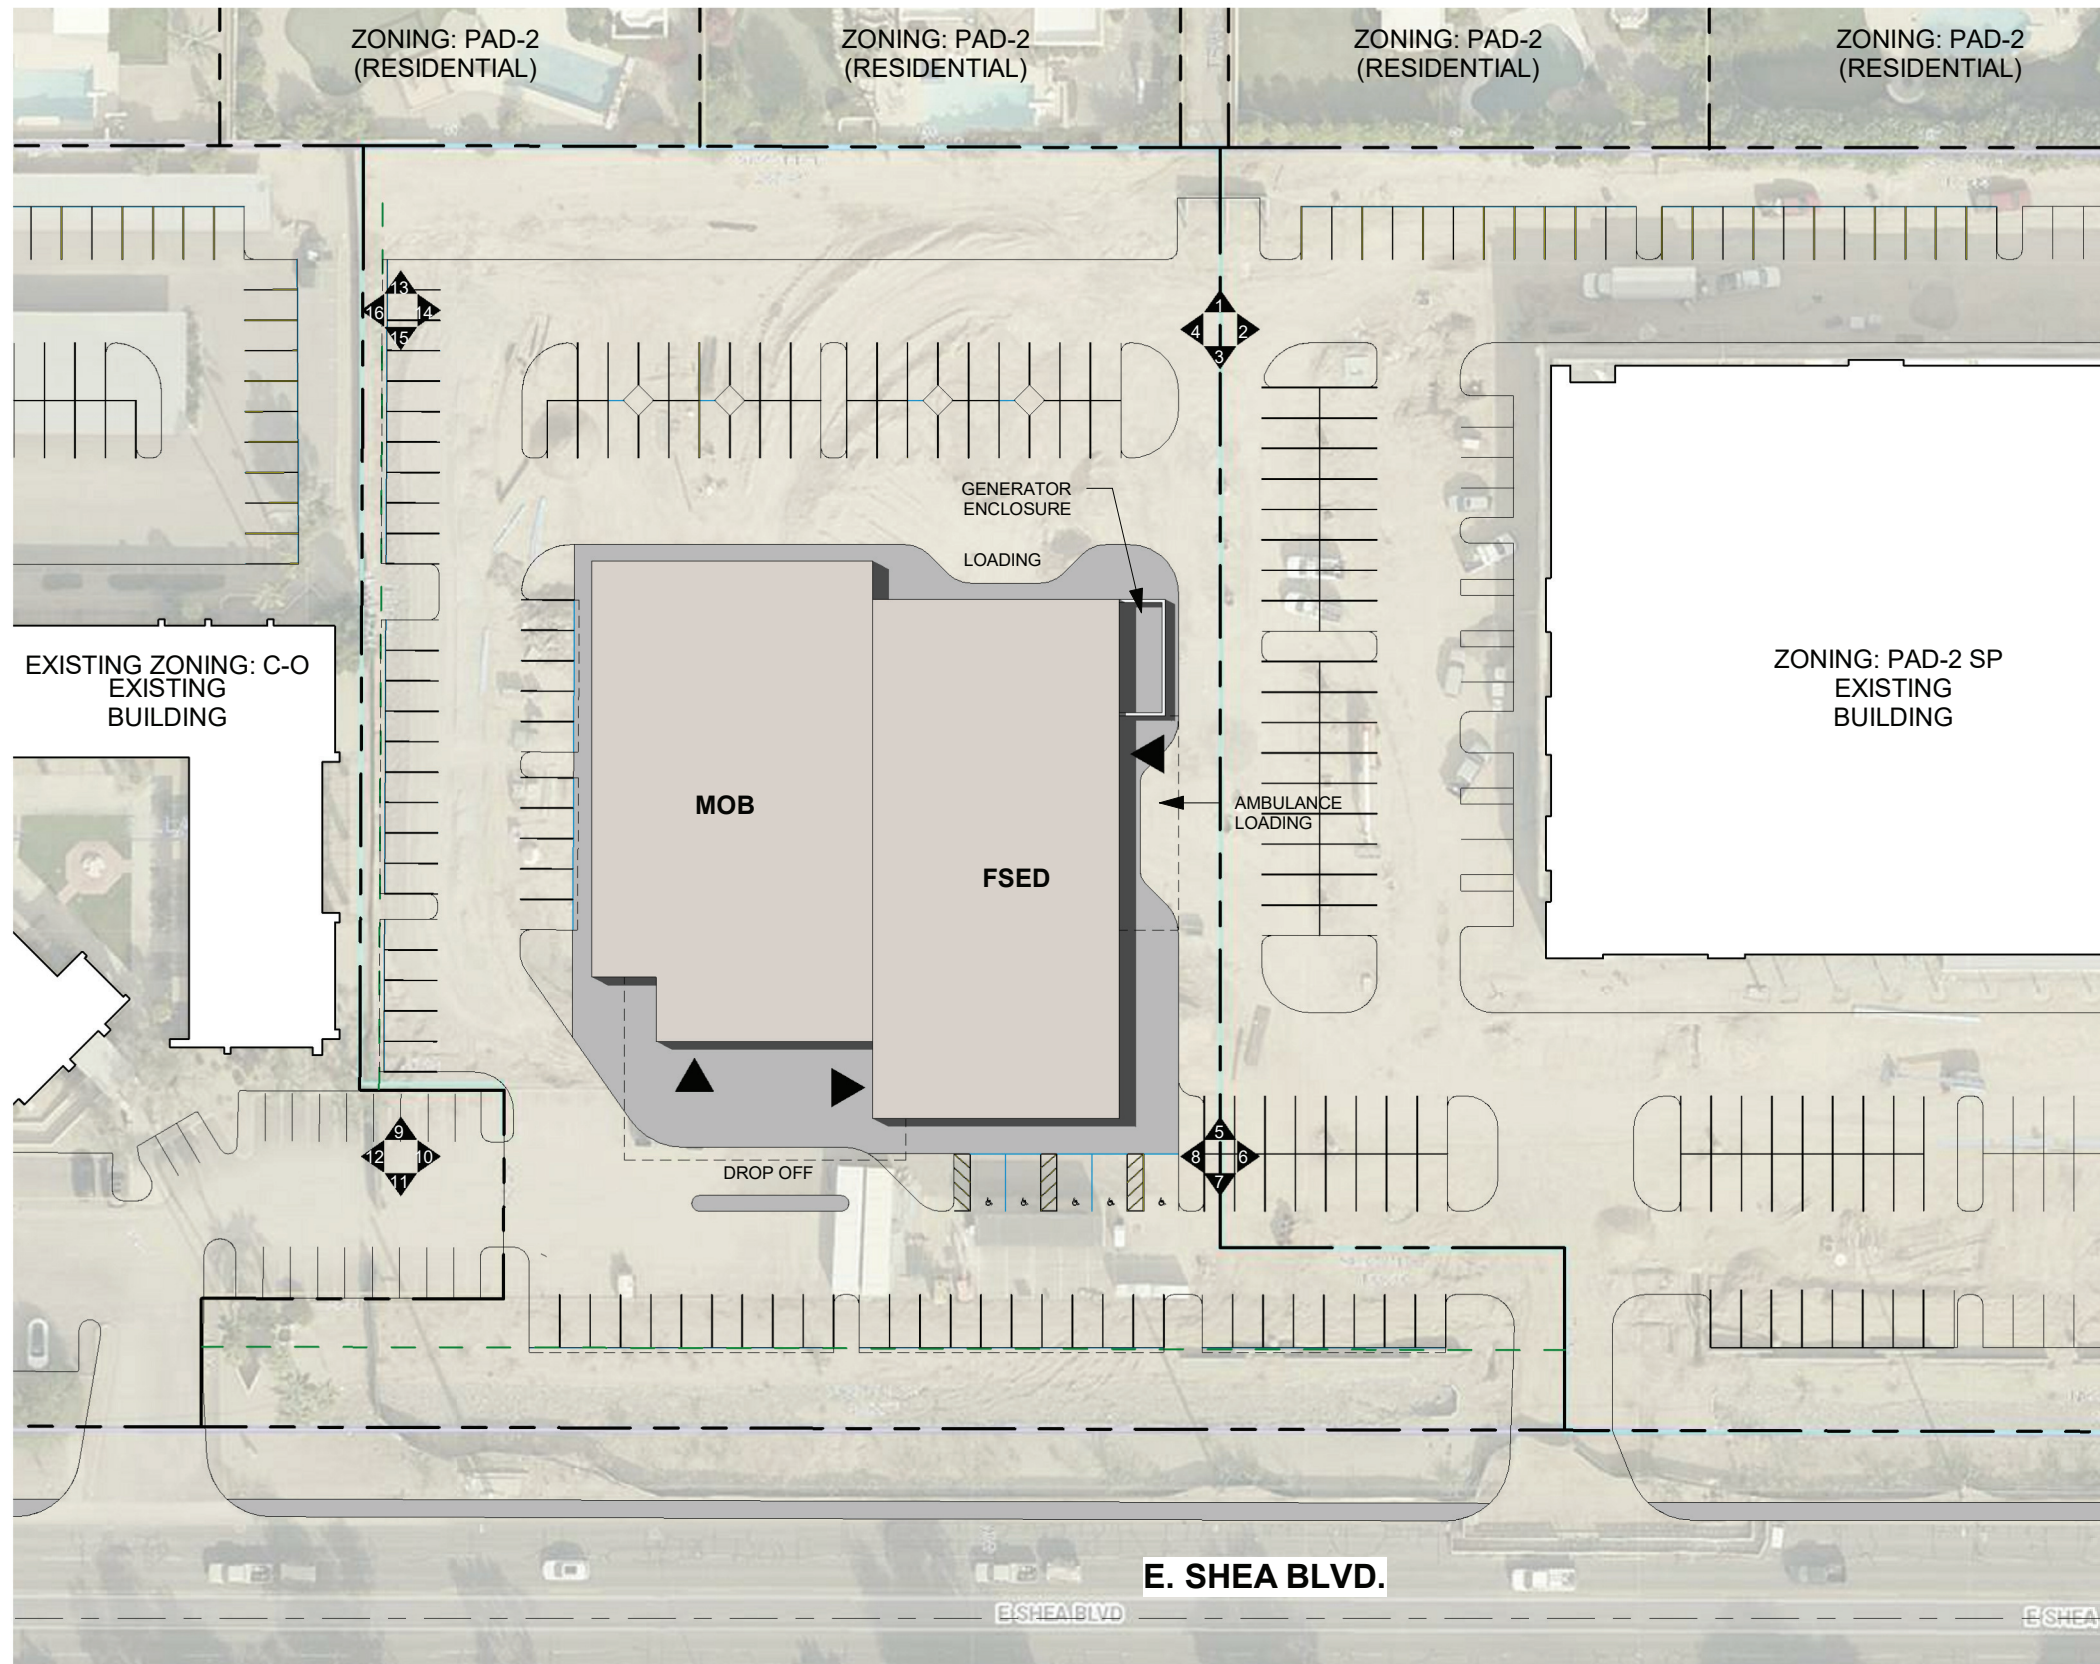 ZONING: PAD-2
(RESIDENTIAL)
ZONING: PAD-2
(RESIDENTIAL)
ZONING: PAD-2
(RESIDENTIAL)
ZONING: PAD-2
(RESIDENTIAL)
13
16
14
15
1
4
2
3
GENERATOR
ENCLOSURE
LOADING
EXISTING ZONING: C-O
EXISTING
BUILDING
ZONING: PAD-2 SP
EXISTING
BUILDING
MOB
AMBULANCE
LOADING
FSED
9
12
10
11
5
8
6
7
DROP OFF
E. SHEA BLVD.
E SHEA BLVD
E SHEA